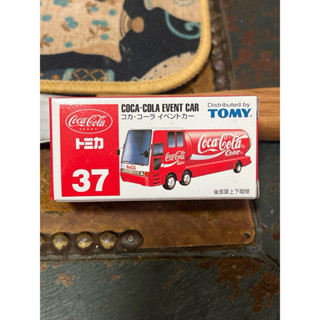 Coca-Cola
トミカ
37
COCA-COLA EVENT CAR
コカ・コーラ イベントカー
Distributed by
TOMY
Coca-Cola
Coke
Coca-Cola
後部扉上下開閉